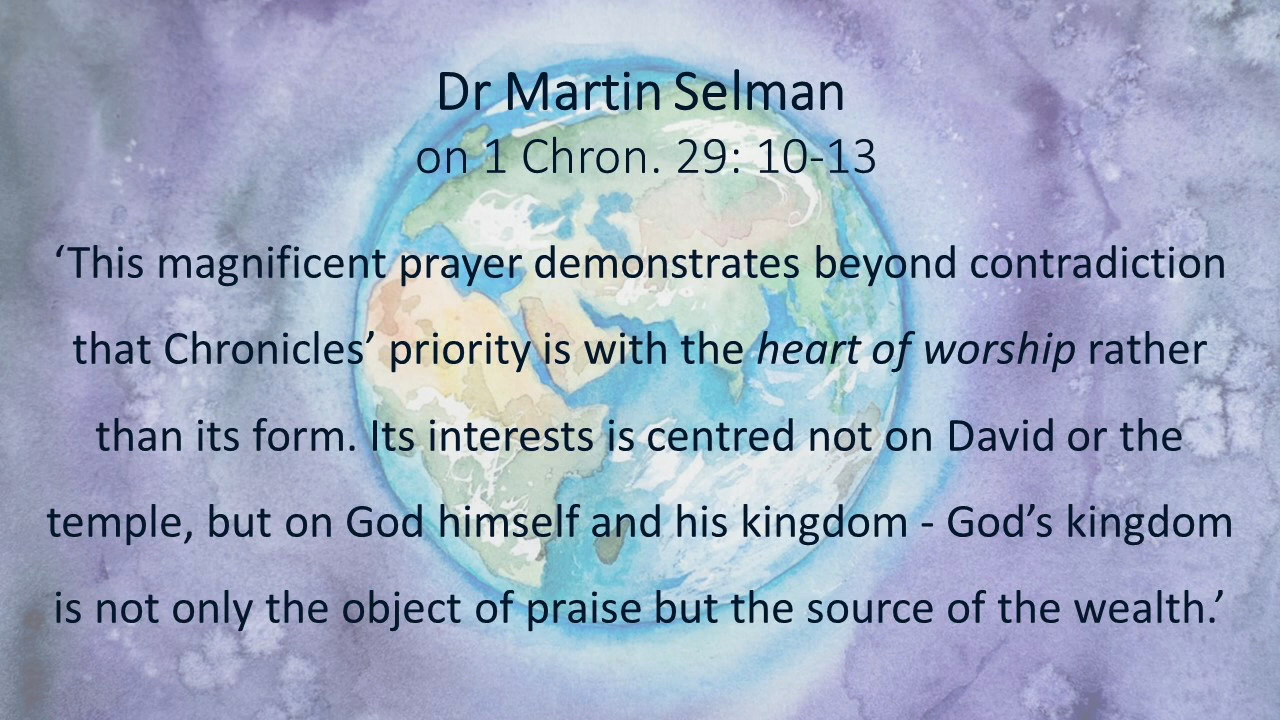 Dr Martin Selman
on 1 Chron. 29: 10-13
‘This magnificent prayer demonstrates beyond contradiction
that Chronicles’ priority is with the heart of worship rather
than its form. Its interests is centred not on David or the
temple, but on God himself and his kingdom - God’s kingdom
is not only the object of praise but the source of the wealth.’